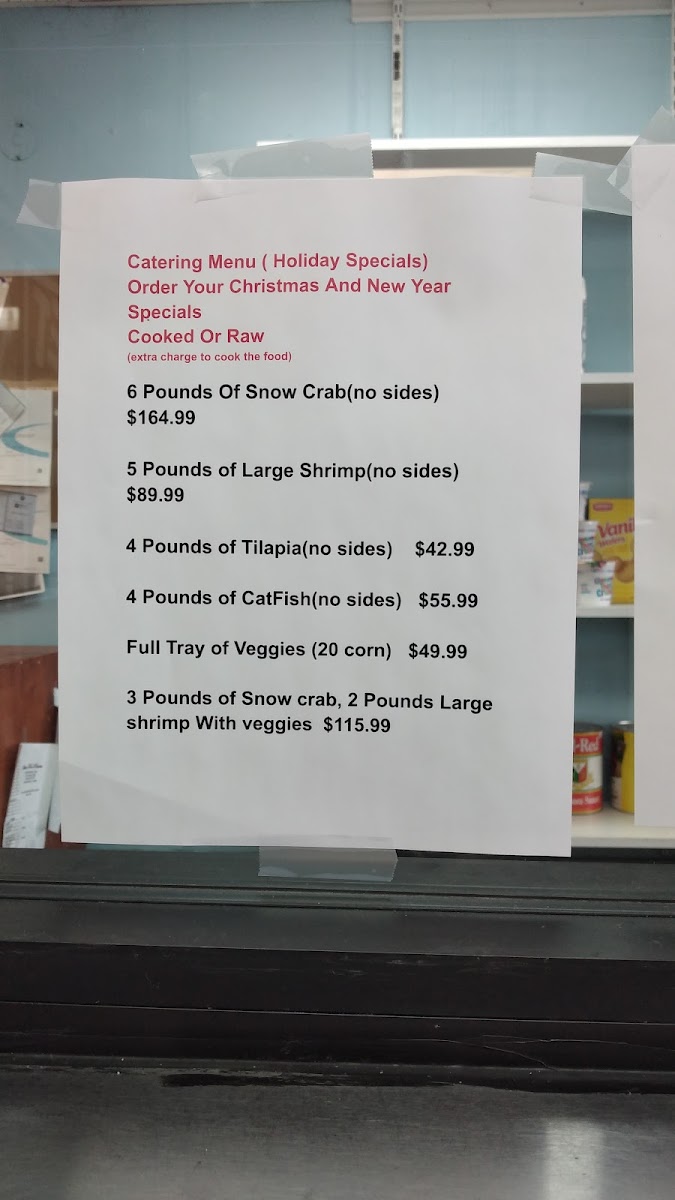 Catering Menu ( Holiday Specials)
Order Your Christmas And New Year
Specials
Cooked Or Raw
(extra charge to cook the food)
6 Pounds Of Snow Crab(no sides)
$164.99
5 Pounds of Large Shrimp(no sides)
$89.99
4 Pounds of Tilapia(no sides) $42.99
4 Pounds of CatFish(no sides) $55.99
Full Tray of Veggies (20 corn) $49.99
3 Pounds of Snow crab, 2 Pounds Large
shrimp With veggies $115.99
Vani